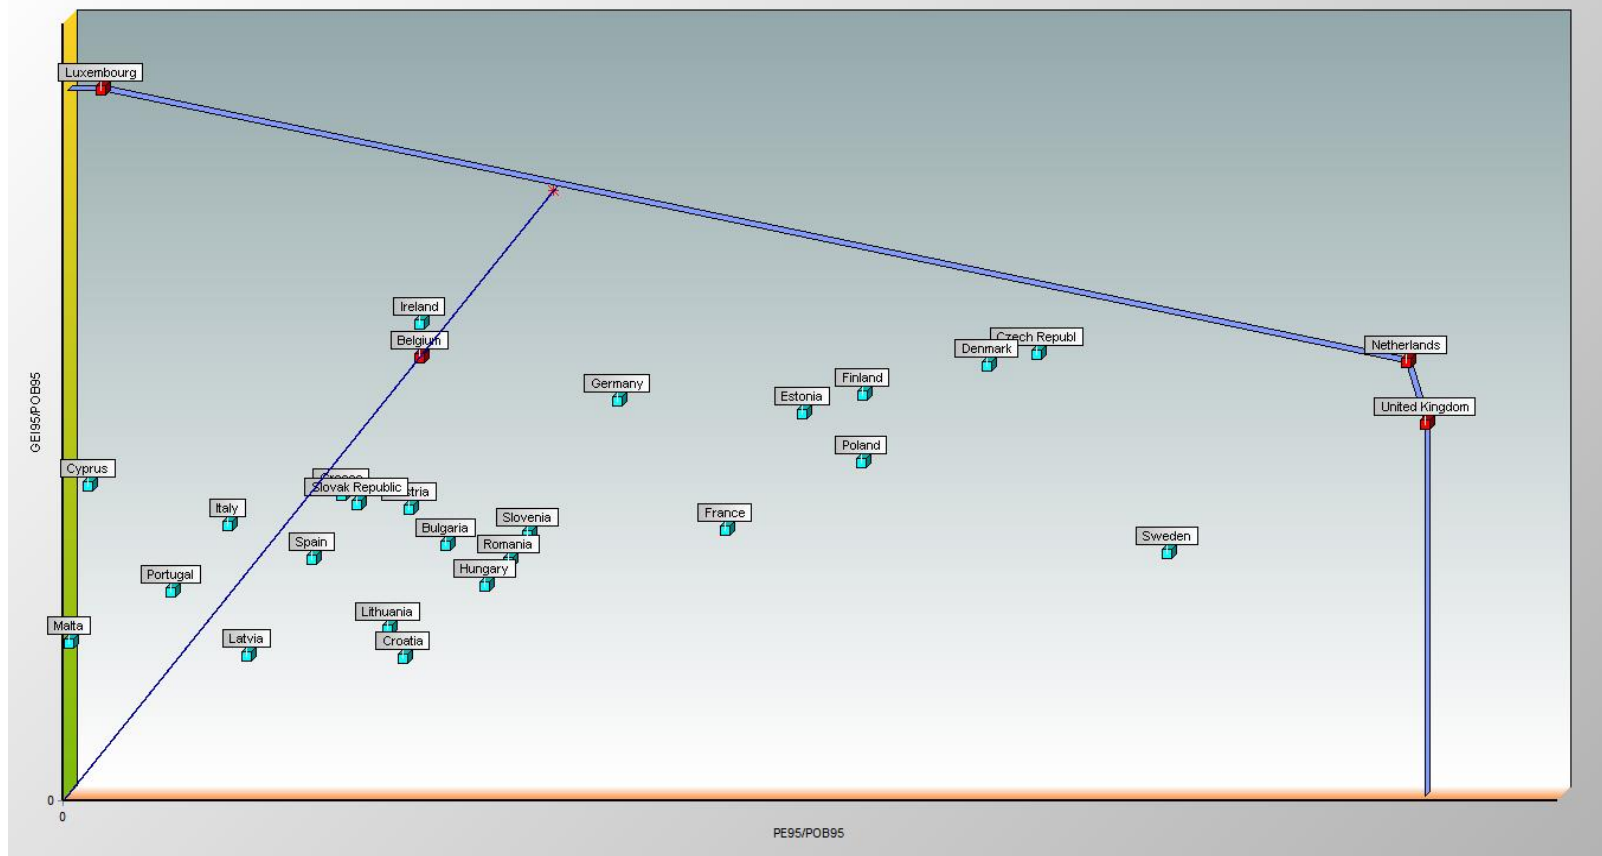 Luxembourg
Ireland
Belgium
Czech Republ
Denmark
Netherlands
Germany
Finland
Estonia
United Kingdom
Poland
Cyprus
Slovak Republic
Italy
France
Slovenia
Bulgaria
Sweden
Spain
Romania
Hungary
Portugal
Lithuania
Malta
Latvia
Croatia
GEI95/POB95
0
0
PE95/POB95